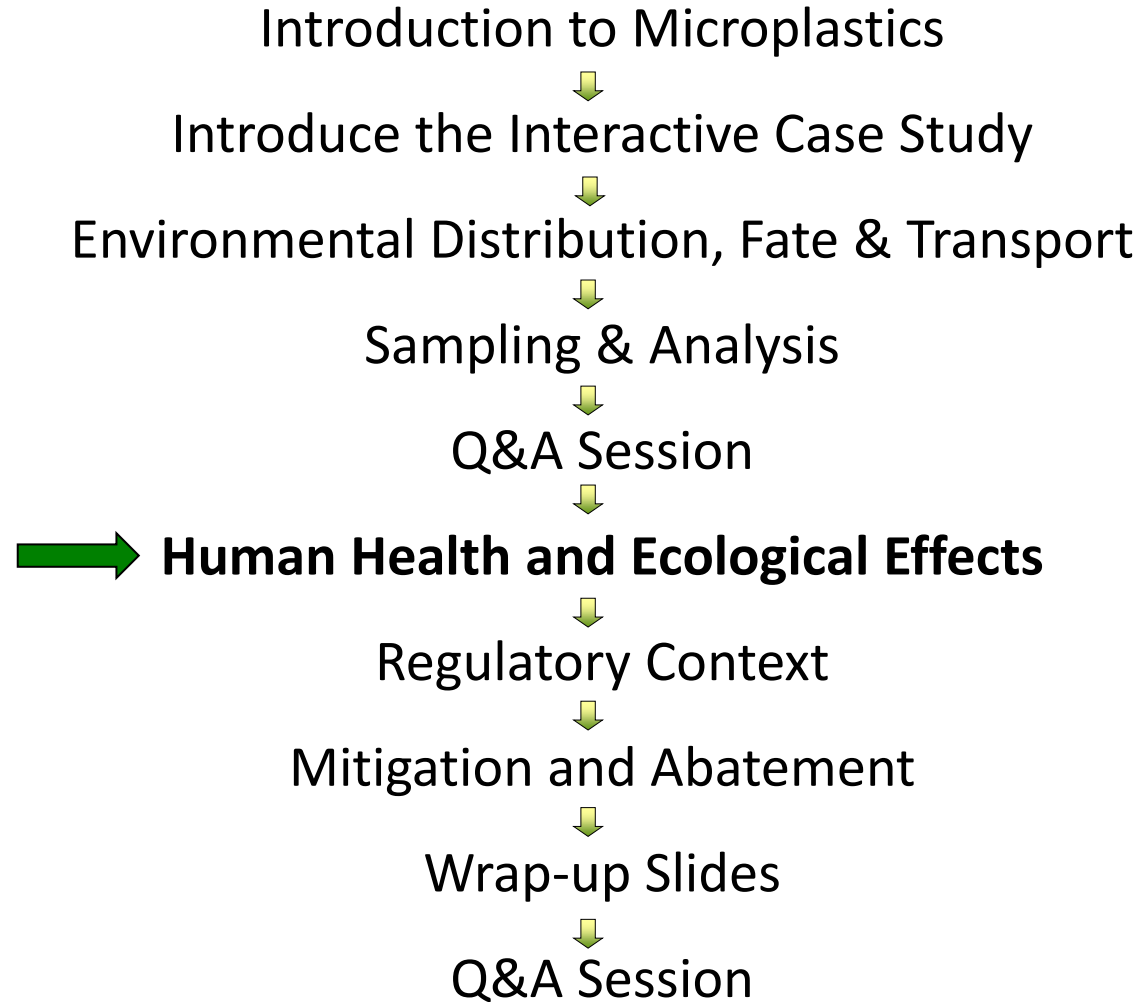 Introduction to Microplastics
Introduce the Interactive Case Study
Environmental Distribution, Fate & Transport
Sampling & Analysis
Q&A Session
Human Health and Ecological Effects
Regulatory Context
Mitigation and Abatement
Wrap-up Slides
Q&A Session